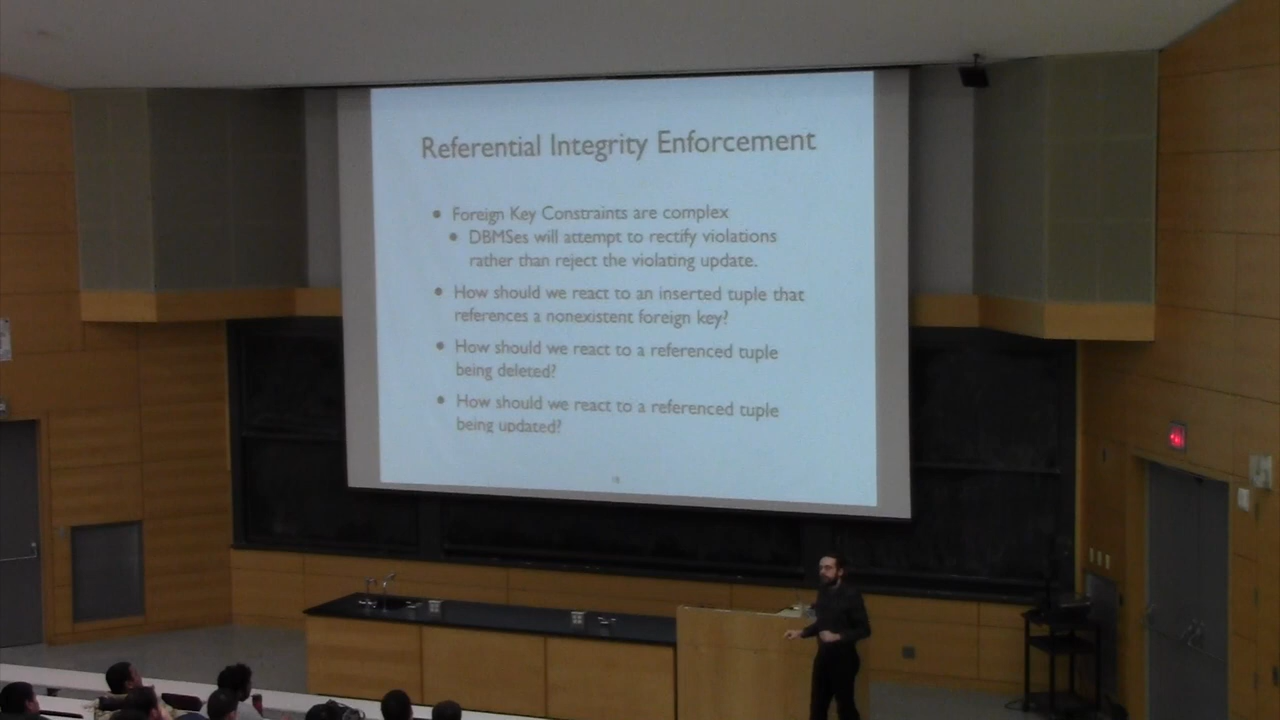 Referential Integrity Enforcement
• Foreign Key Constraints are complex
• DBMSes will attempt to rectify violations
rather than reject the violating update.
• How should we react to an inserted tuple that
references a nonexistent foreign key?
• How should we react to a referenced tuple
being deleted?
• How should we react to a referenced tuple
being updated?